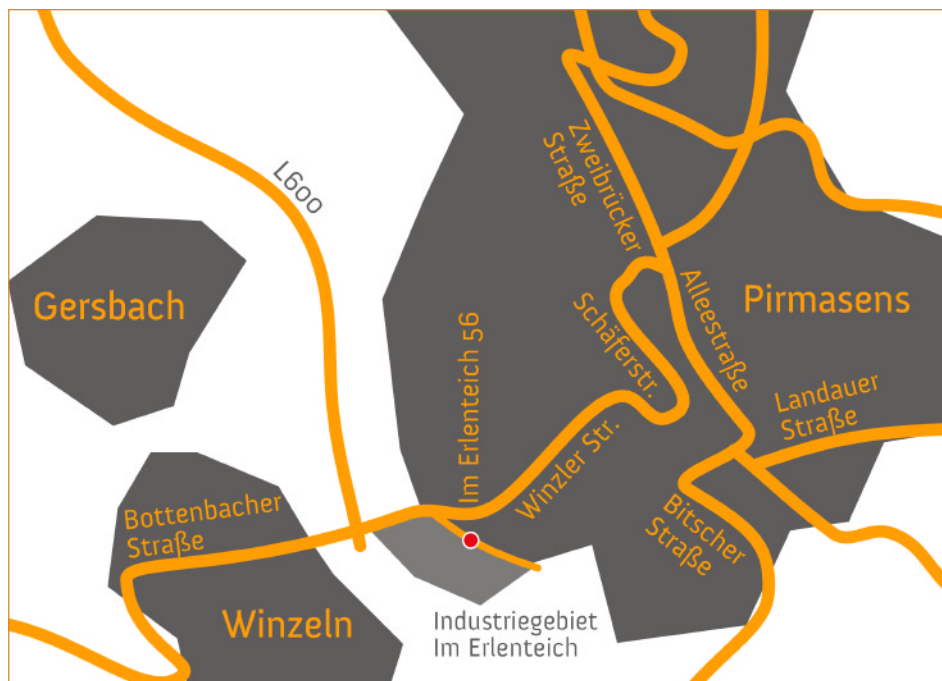 L600
Zweibrücker
Straße
Gersbach
Im Erlenteich 56
Schäferstr.
Alleestraße
Pirmasens
Landauer
Straße
Winzler Str.
Bottenbacher
Straße
Bitscher
Straße
Winzeln
Industriegebiet
Im Erlenteich